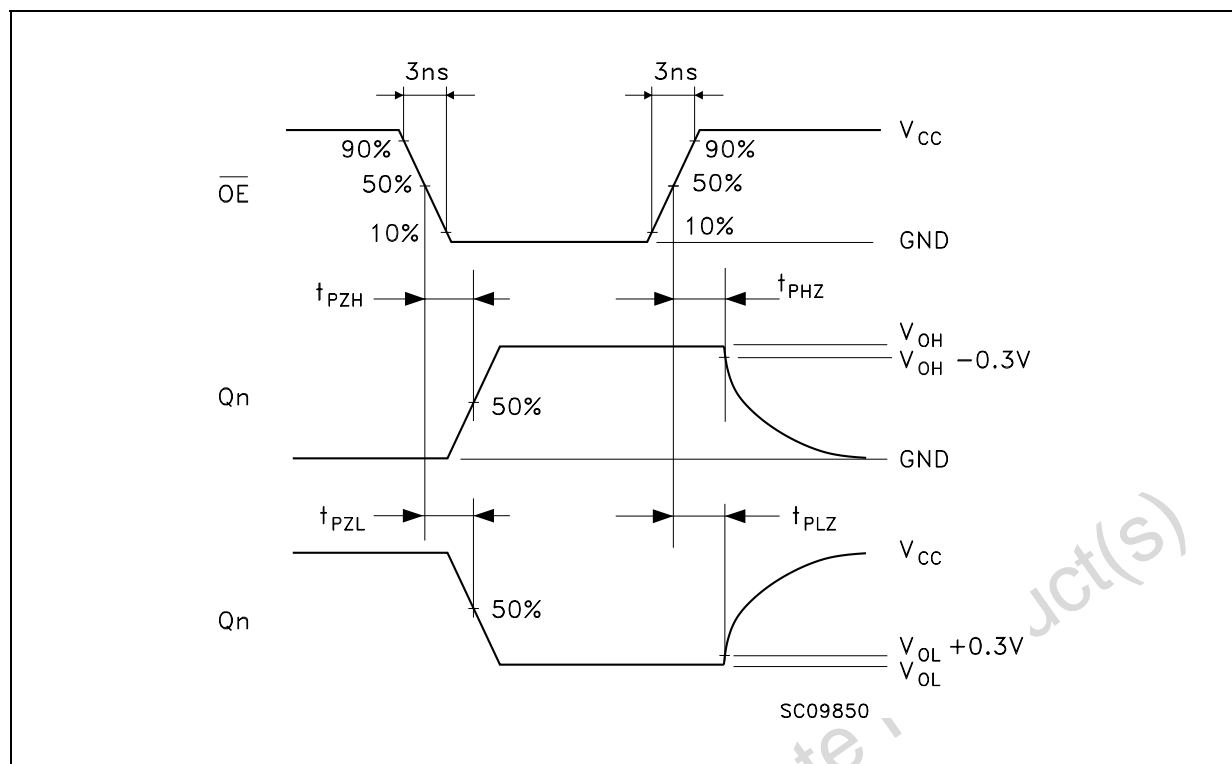 3ns 3ns
90% 90% V_CC
O̅E̅ 50% 50%
10% 10% GND
t_PZH t_PHZ
V_OH
V_OH −0.3V
Qn 50%
GND
t_PZL t_PLZ
V_CC
Qn 50%
V_OL +0.3V
V_OL
SC09850